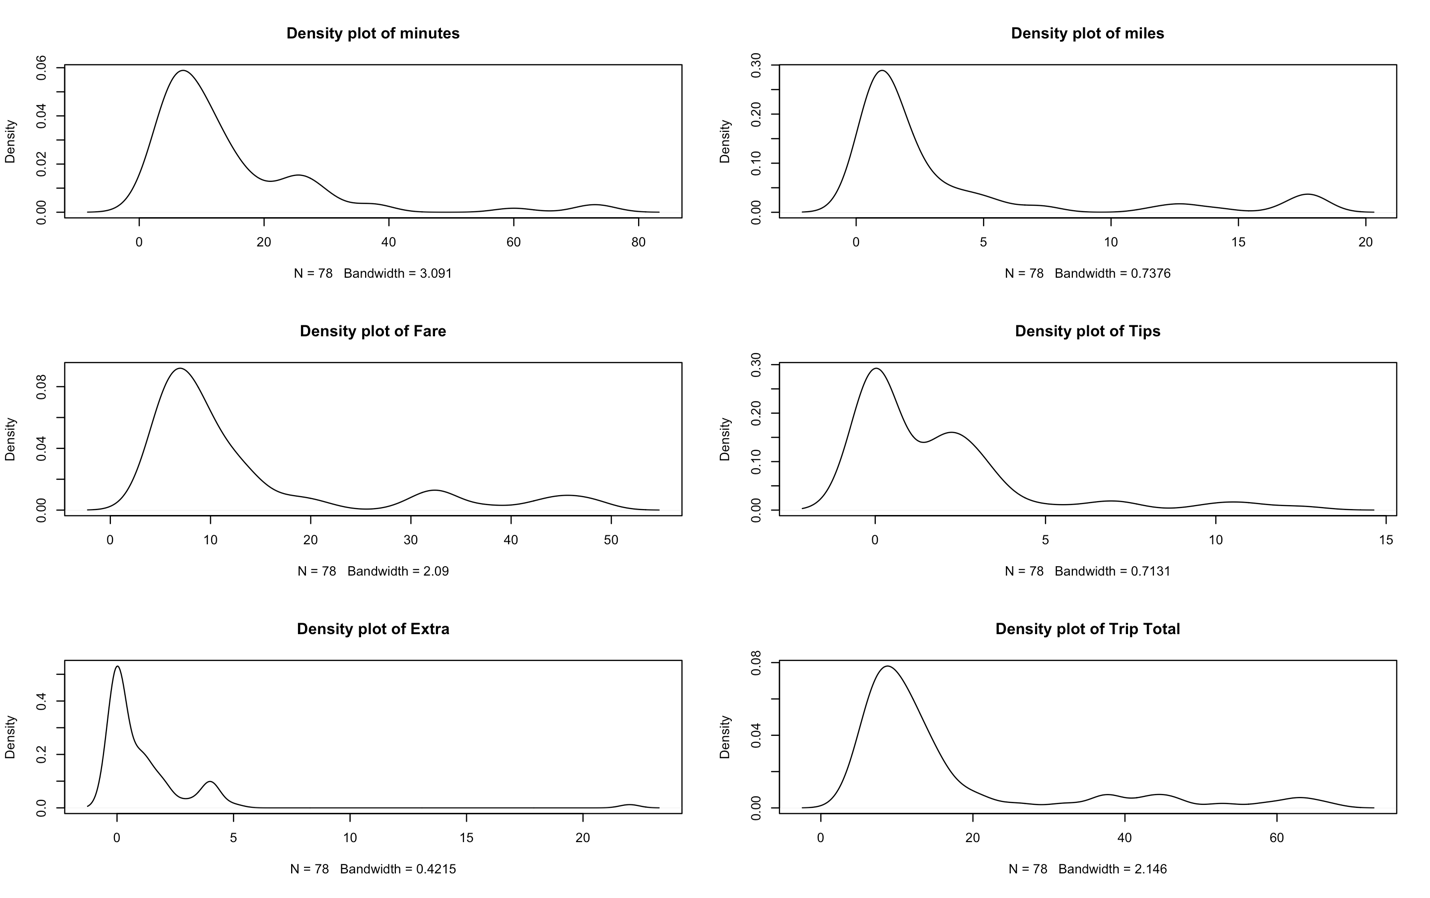 Density plot of minutes
Density
0.00 0.02 0.04 0.06
0 20 40 60 80
N = 78 Bandwidth = 3.091
Density plot of miles
Density
0.00 0.10 0.20 0.30
0 5 10 15 20
N = 78 Bandwidth = 0.7376
Density plot of Fare
Density
0.00 0.04 0.08
0 10 20 30 40 50
N = 78 Bandwidth = 2.09
Density plot of Tips
Density
0.00 0.10 0.20 0.30
0 5 10 15
N = 78 Bandwidth = 0.7131
Density plot of Extra
Density
0.0 0.2 0.4
0 5 10 15 20
N = 78 Bandwidth = 0.4215
Density plot of Trip Total
Density
0.00 0.04 0.08
0 20 40 60
N = 78 Bandwidth = 2.146